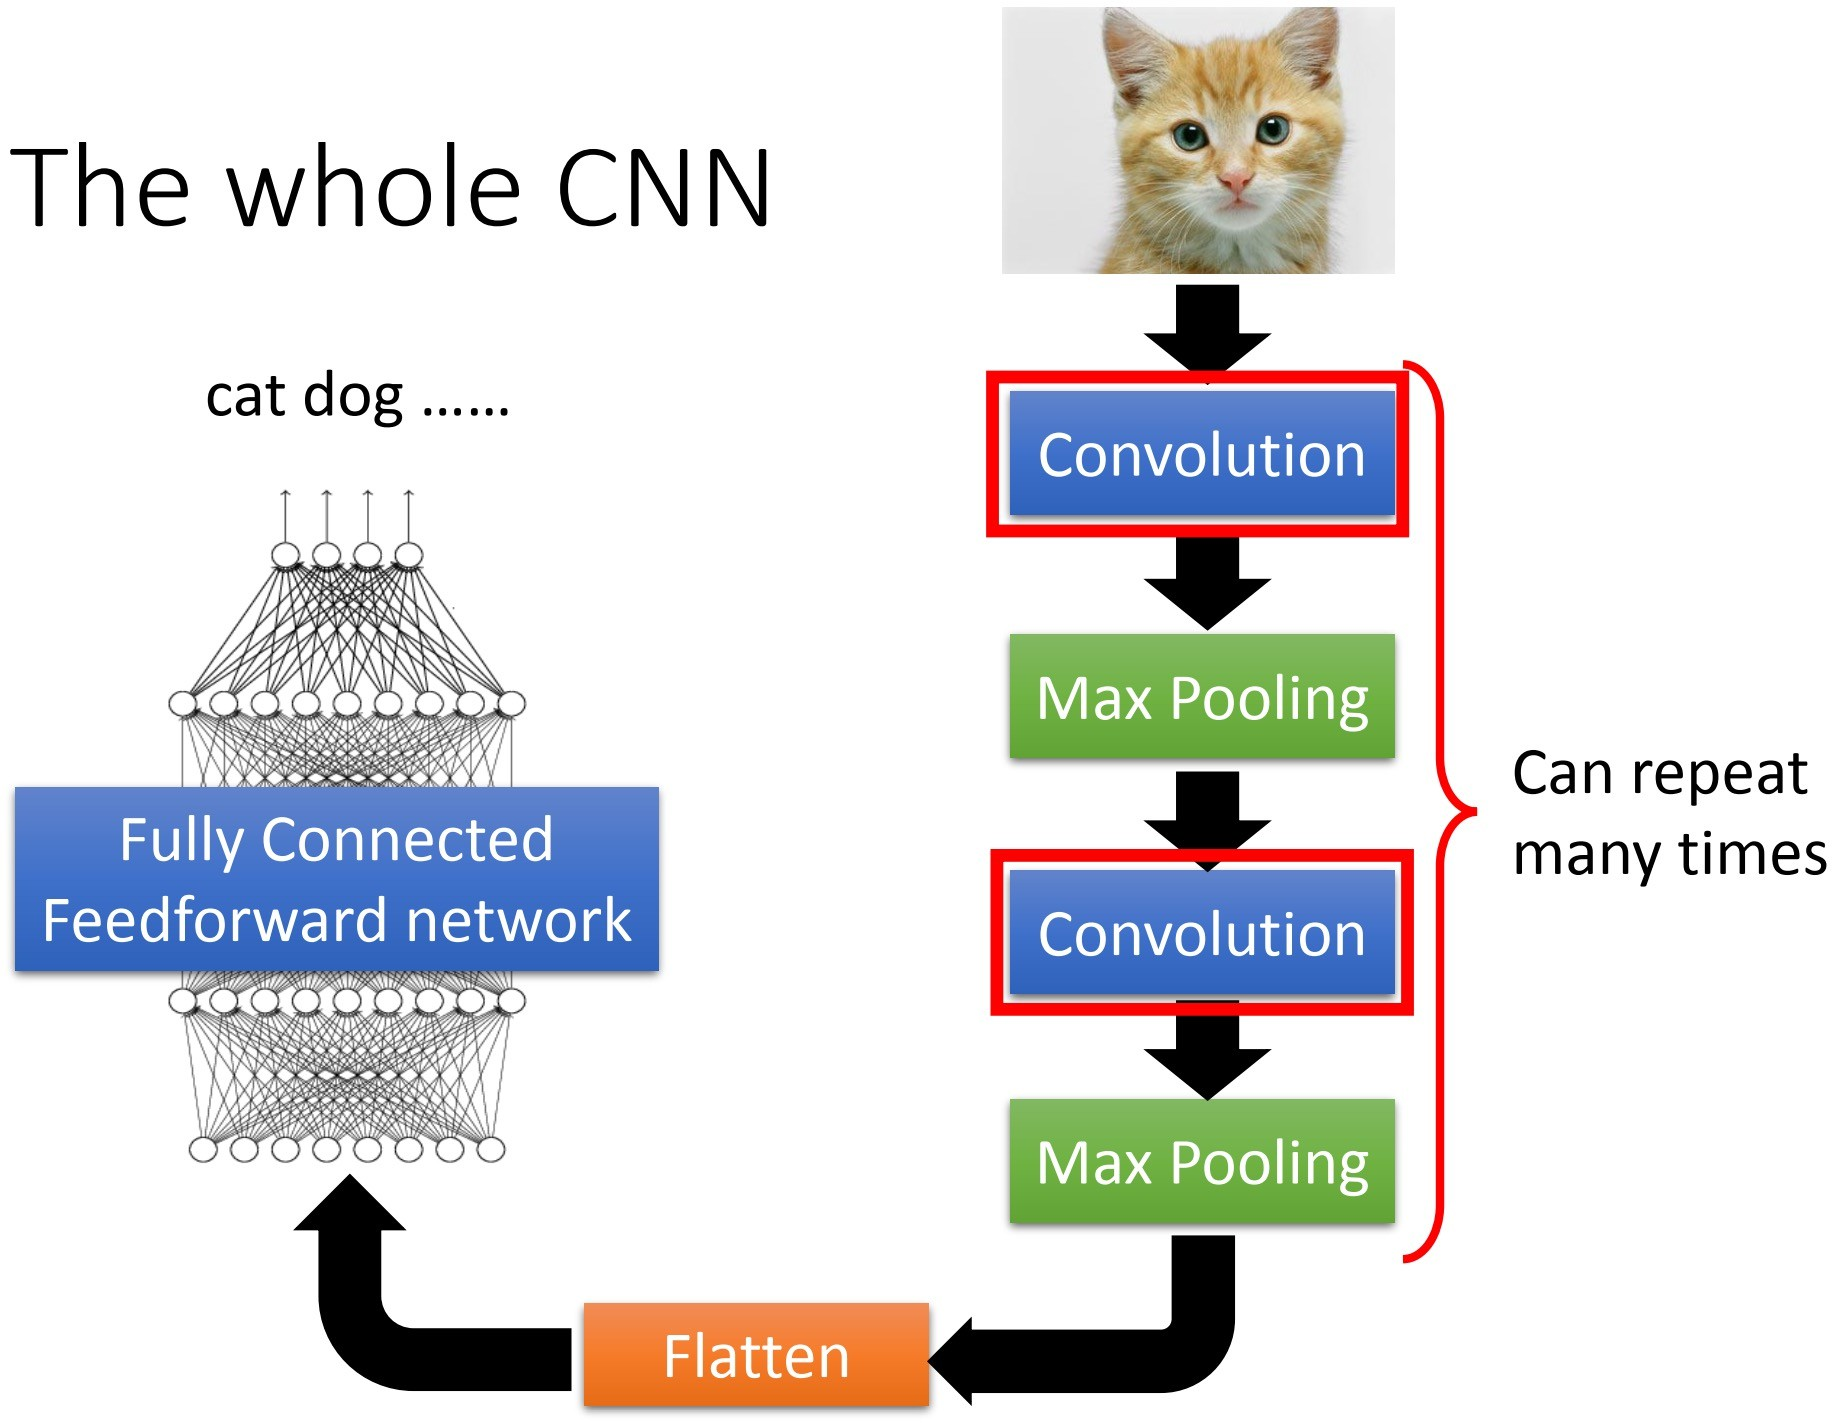 The whole CNN
cat dog ……
Convolution
Max Pooling
Convolution
Max Pooling
Can repeat
many times
Flatten
Fully Connected
Feedforward network